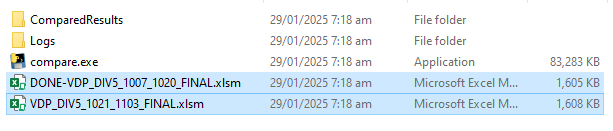 ComparedResults 29/01/2025 7:18 am File folder
Logs 29/01/2025 7:18 am File folder
compare.exe 29/01/2025 7:18 am Application 83,283 KB
DONE-VDP_DIV5_1007_1020_FINAL.xlsm 29/01/2025 7:18 am Microsoft Excel M... 1,605 KB
VDP_DIV5_1021_1103_FINAL.xlsm 29/01/2025 7:18 am Microsoft Excel M... 1,608 KB